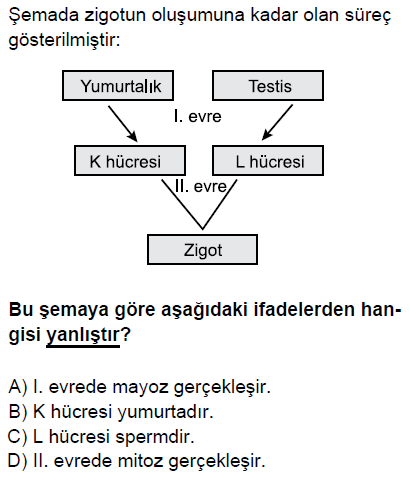 Şemada zigotun oluşumuna kadar olan süreç
gösterilmiştir:
Yumurtalık
Testis
I. evre
K hücresi
L hücresi
II. evre
Zigot
Bu şemaya göre aşağıdaki ifadelerden han-
gisi yanlıştır?
A) I. evrede mayoz gerçekleşir.
B) K hücresi yumurtadır.
C) L hücresi spermdir.
D) II. evrede mitoz gerçekleşir.